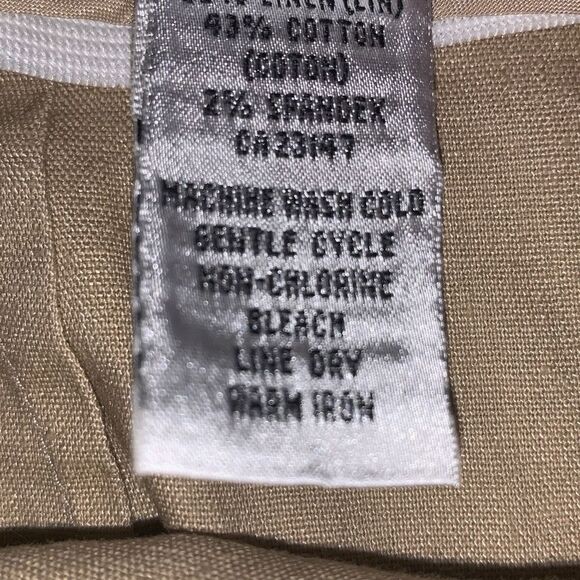 LINEN (LIN)
43% COTTON
(COTON)
2% SPANDEX
CA23147
MACHINE WASH COLD
GENTLE CYCLE
NON-CHLORINE
BLEACH
LINE DRY
WARM IRON